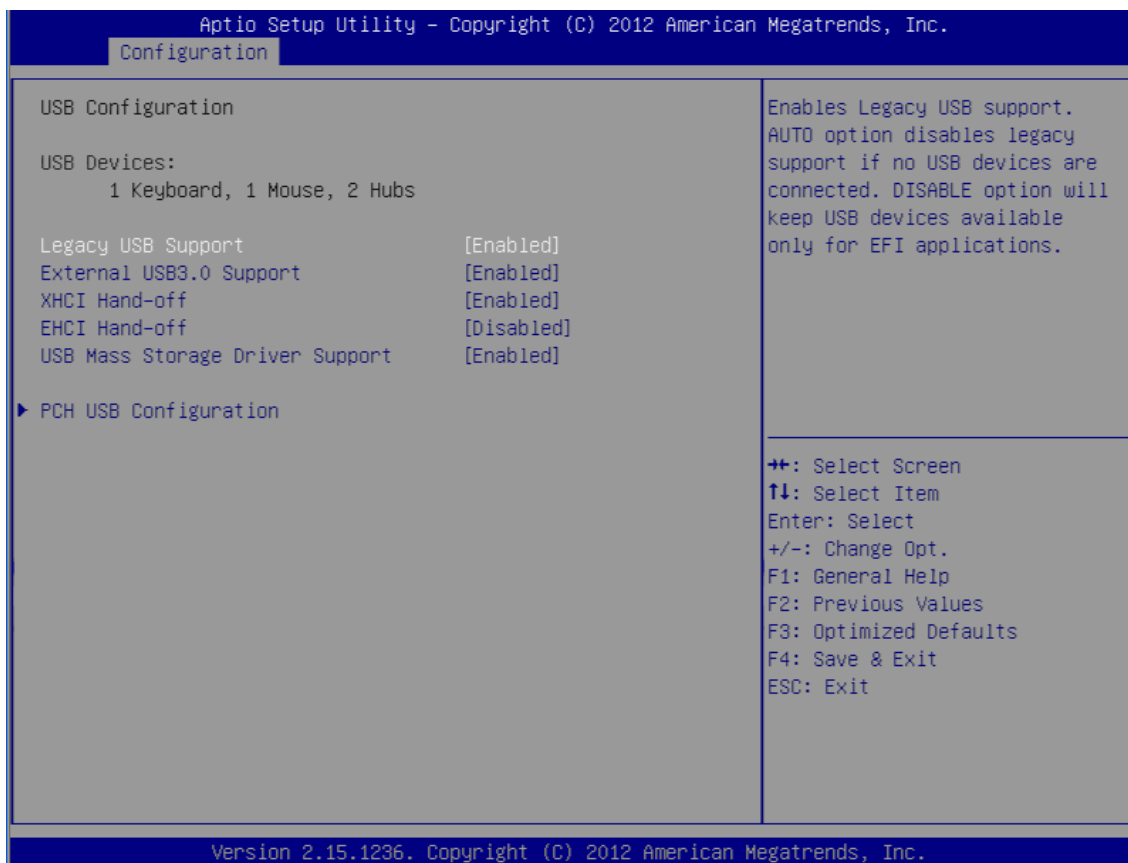 Aptio Setup Utility – Copyright (C) 2012 American Megatrends, Inc.
Configuration
USB Configuration
USB Devices:
1 Keyboard, 1 Mouse, 2 Hubs
Legacy USB Support [Enabled]
External USB3.0 Support [Enabled]
XHCI Hand-off [Enabled]
EHCI Hand-off [Disabled]
USB Mass Storage Driver Support [Enabled]
▶ PCH USB Configuration
Enables Legacy USB support.
AUTO option disables legacy
support if no USB devices are
connected. DISABLE option will
keep USB devices available
only for EFI applications.
→←: Select Screen
↑↓: Select Item
Enter: Select
+/-: Change Opt.
F1: General Help
F2: Previous Values
F3: Optimized Defaults
F4: Save & Exit
ESC: Exit
Version 2.15.1236. Copyright (C) 2012 American Megatrends, Inc.